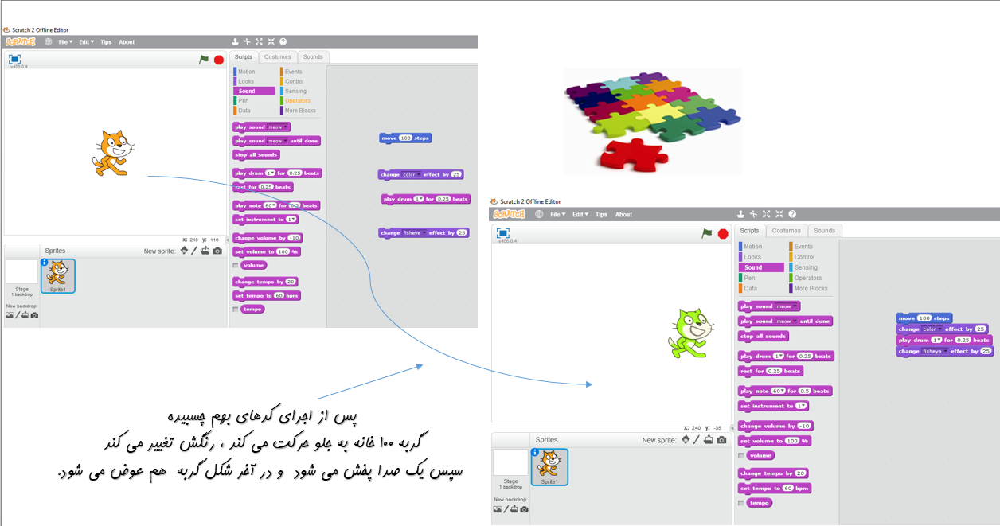 Scratch 2 Offline Editor
SCRATCH File Edit Tips About
v456.0.4
Scripts Costumes Sounds
Motion Events
Looks Control
Sound Sensing
Pen Operators
Data More Blocks
play sound meow
play sound meow until done
stop all sounds
play drum 1 for 0.25 beats
rest for 0.25 beats
play note 60 for 0.5 beats
set instrument to 1
change volume by -10
set volume to 100 %
volume
change tempo by 20
set tempo to 60 bpm
tempo
move 100 steps
change color effect by 25
play drum 1 for 0.25 beats
change fisheye effect by 25
x: 240 y: 116
Sprites New sprite:
Sprite1
Stage
1 backdrop
New backdrop:
Scratch 2 Offline Editor
SCRATCH File Edit Tips About
v456.0.4
Scripts Costumes Sounds
Motion Events
Looks Control
Sound Sensing
Pen Operators
Data More Blocks
play sound meow
play sound meow until done
stop all sounds
play drum 1 for 0.25 beats
rest for 0.25 beats
play note 60 for 0.5 beats
set instrument to 1
change volume by -10
set volume to 100 %
volume
change tempo by 20
set tempo to 60 bpm
tempo
move 100 steps
change color effect by 25
play drum 1 for 0.25 beats
change fisheye effect by 25
x: 240 y: -35
Sprites New sprite:
Sprite1
Stage
1 backdrop
New backdrop:
پس از اجرای کدهای بهم چسبیده
گربه ۱۰۰ خانه به جلو حرکت می کند ، رنگش تغییر می کند
سپس یک صدا پخش می شود و در آخر شکل گربه هم عوض می شود.